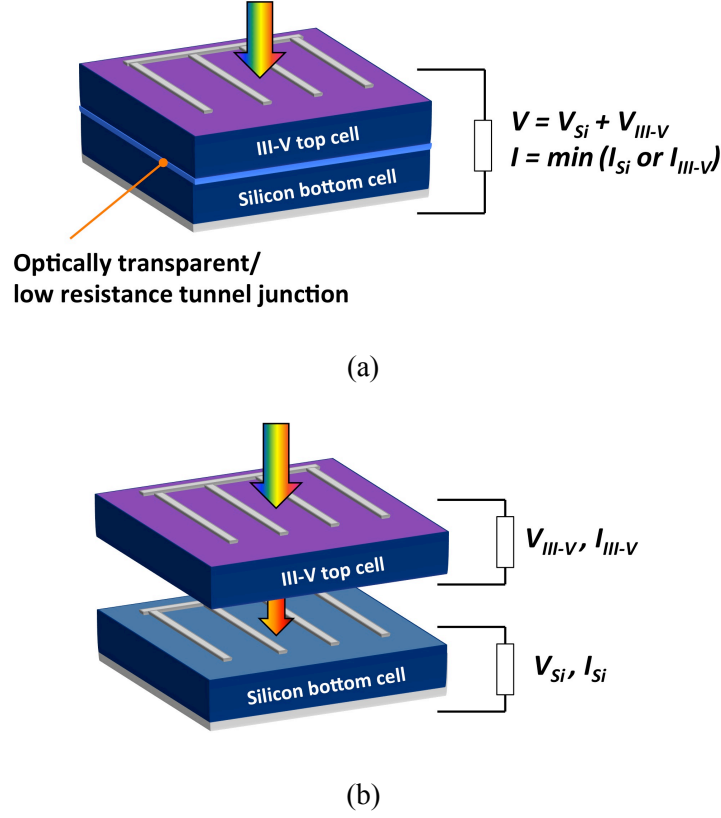 III-V top cell
Silicon bottom cell
V = V_Si + V_III-V
I = min (I_Si or I_III-V)
Optically transparent/
low resistance tunnel junction
(a)
III-V top cell
V_III-V , I_III-V
Silicon bottom cell
V_Si , I_Si
(b)